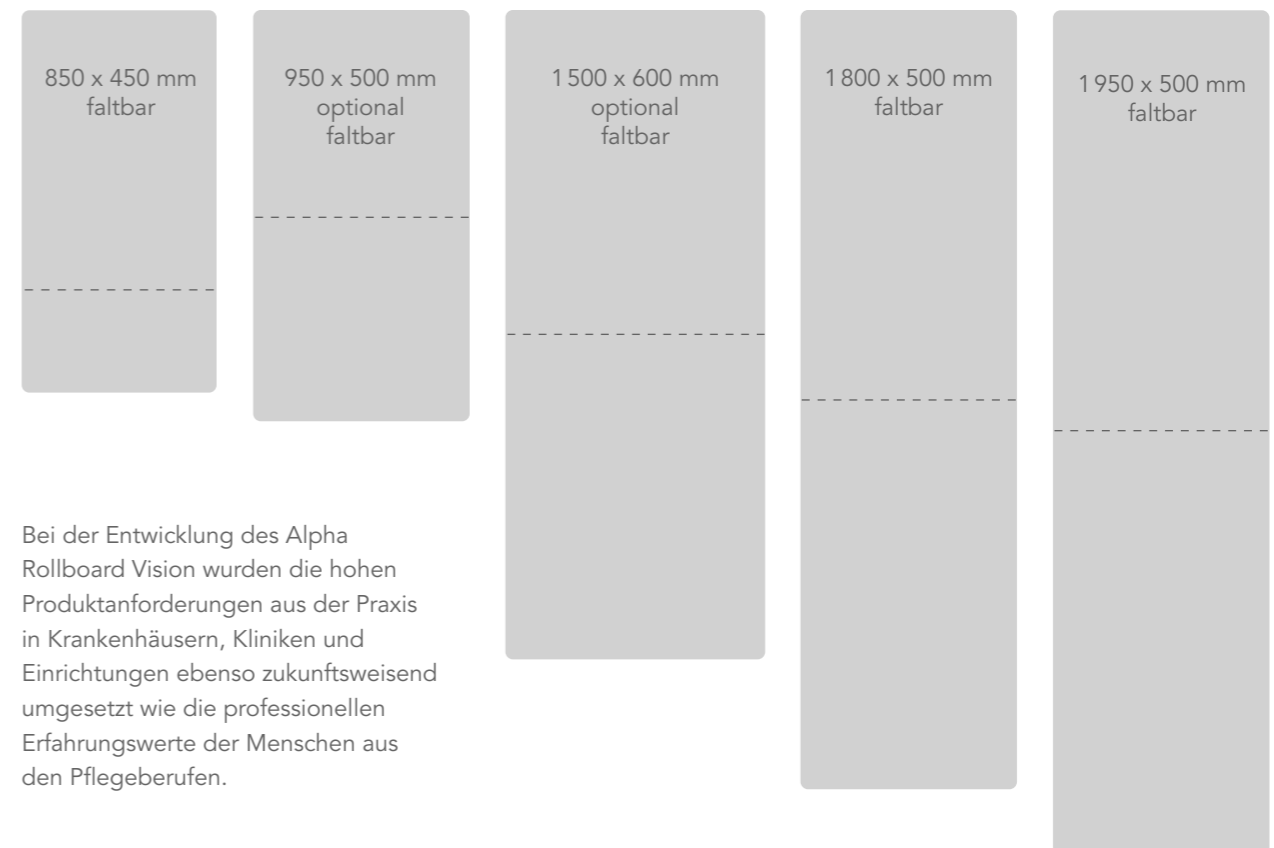 850 x 450 mm
faltbar
950 x 500 mm
optional
faltbar
1 500 x 600 mm
optional
faltbar
1 800 x 500 mm
faltbar
1 950 x 500 mm
faltbar
Bei der Entwicklung des Alpha
Rollboard Vision wurden die hohen
Produktanforderungen aus der Praxis
in Krankenhäusern, Kliniken und
Einrichtungen ebenso zukunftsweisend
umgesetzt wie die professionellen
Erfahrungswerte der Menschen aus
den Pflegeberufen.